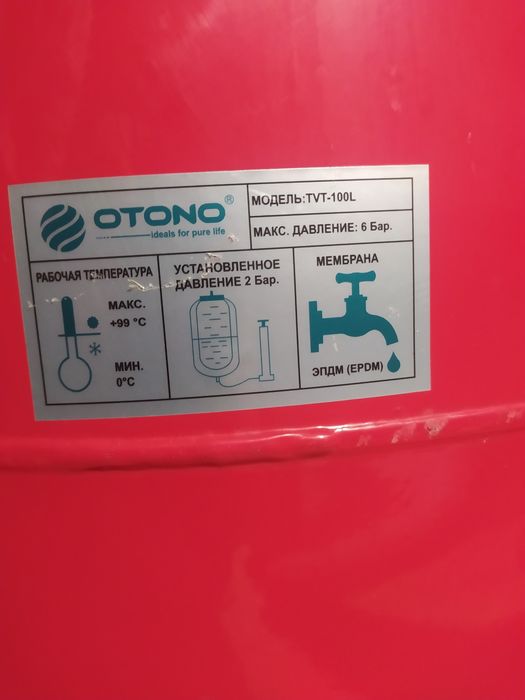 OTONO®
ideals for pure life
МОДЕЛЬ:TVT-100L
МАКС. ДАВЛЕНИЕ: 6 Бар.
РАБОЧАЯ ТЕМПЕРАТУРА
МАКС.
+99 °C
МИН.
0°C
УСТАНОВЛЕННОЕ
ДАВЛЕНИЕ 2 Бар.
МЕМБРАНА
ЭПДМ (EPDM)